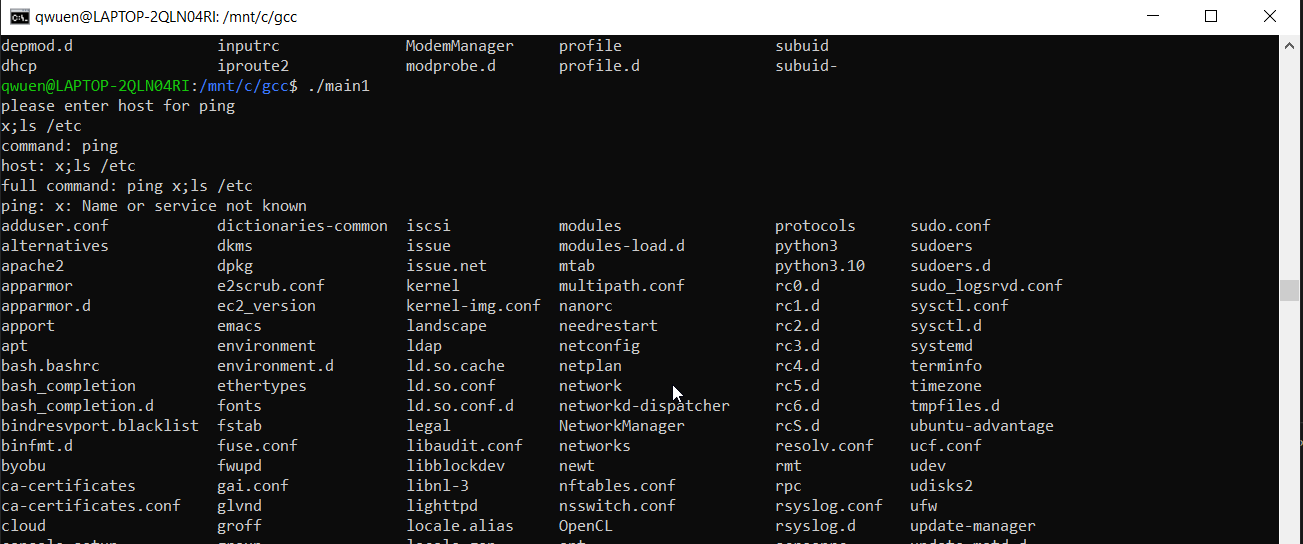 qwuen@LAPTOP-2QLN04RI: /mnt/c/gcc
depmod.d inputrc ModemManager profile subuid
dhcp iproute2 modprobe.d profile.d subuid-
qwuen@LAPTOP-2QLN04RI:/mnt/c/gcc$ ./main1
please enter host for ping
x;ls /etc
command: ping
host: x;ls /etc
full command: ping x;ls /etc
ping: x: Name or service not known
adduser.conf dictionaries-common iscsi modules protocols sudo.conf
alternatives dkms issue modules-load.d python3 sudoers
apache2 dpkg issue.net mtab python3.10 sudoers.d
apparmor e2scrub.conf kernel multipath.conf rc0.d sudo_logsrvd.conf
apparmor.d ec2_version kernel-img.conf nanorc rc1.d sysctl.conf
apport emacs landscape needrestart rc2.d sysctl.d
apt environment ldap netconfig rc3.d systemd
bash.bashrc environment.d ld.so.cache netplan rc4.d terminfo
bash_completion ethertypes ld.so.conf network rc5.d timezone
bash_completion.d fonts ld.so.conf.d networkd-dispatcher rc6.d tmpfiles.d
bindresvport.blacklist fstab legal NetworkManager rcS.d ubuntu-advantage
binfmt.d fuse.conf libaudit.conf networks resolv.conf ucf.conf
byobu fwupd libblockdev newt rmt udev
ca-certificates gai.conf libnl-3 nftables.conf rpc udisks2
ca-certificates.conf glvnd lighttpd nsswitch.conf rsyslog.conf ufw
cloud groff locale.alias OpenCL rsyslog.d update-manager